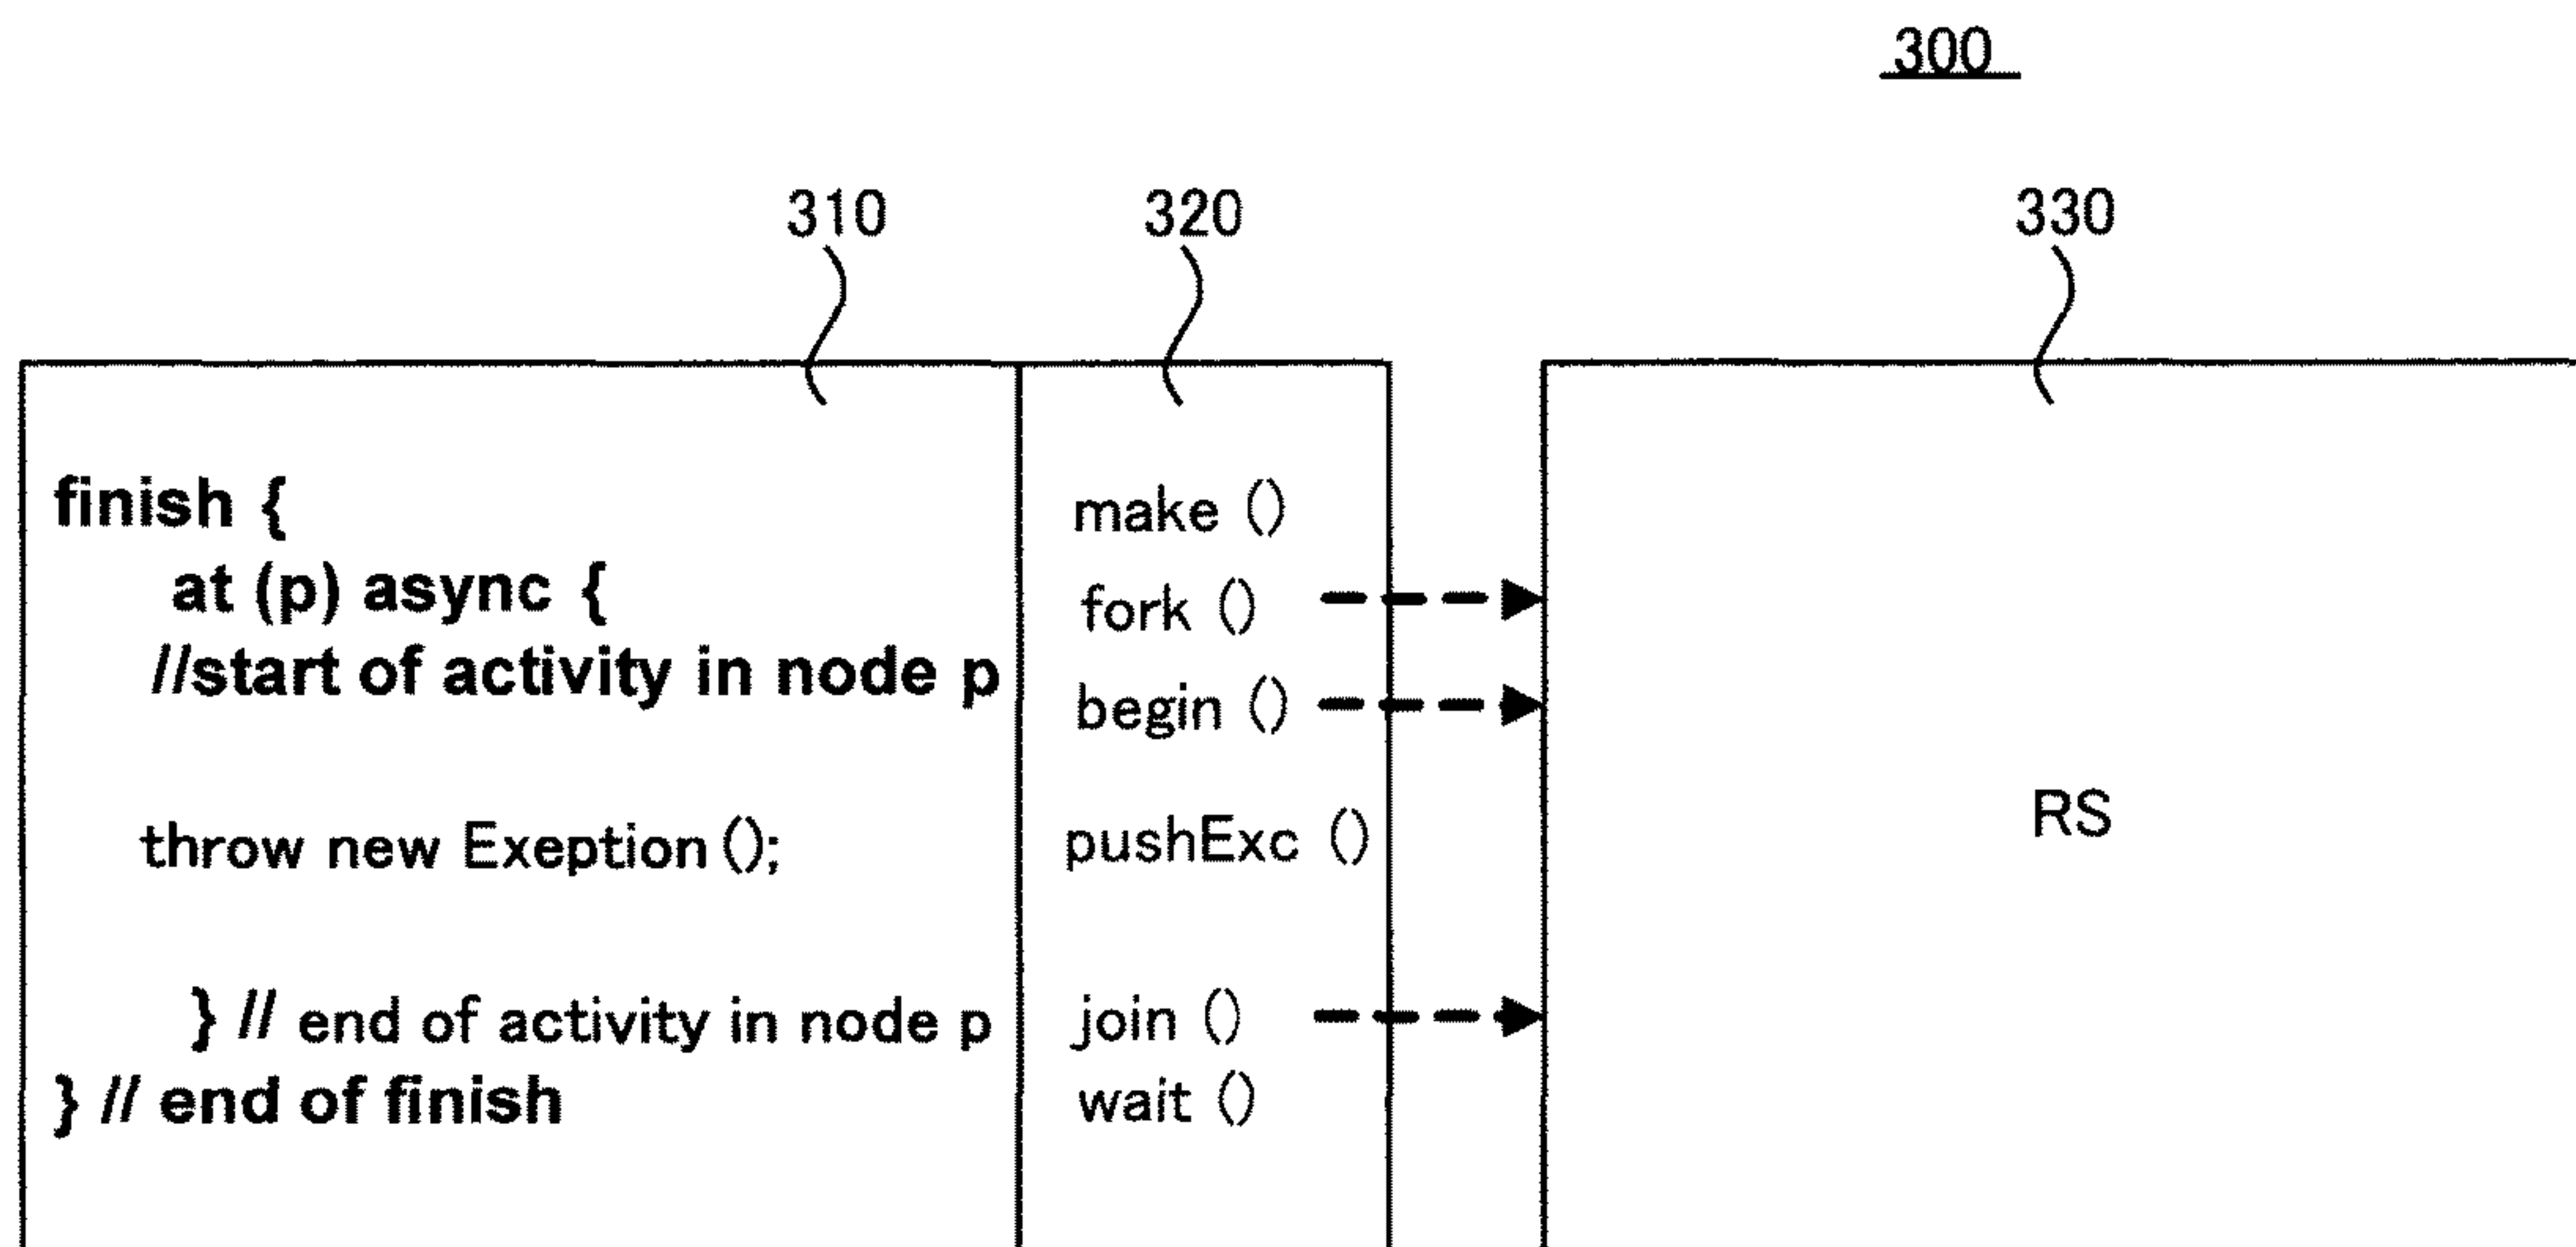 300
310
320
330
finish {
at (p) async {
//start of activity in node p
throw new Exeption ();
} // end of activity in node p
} // end of finish
make ()
fork ()
begin ()
pushExc ()
join ()
wait ()
RS